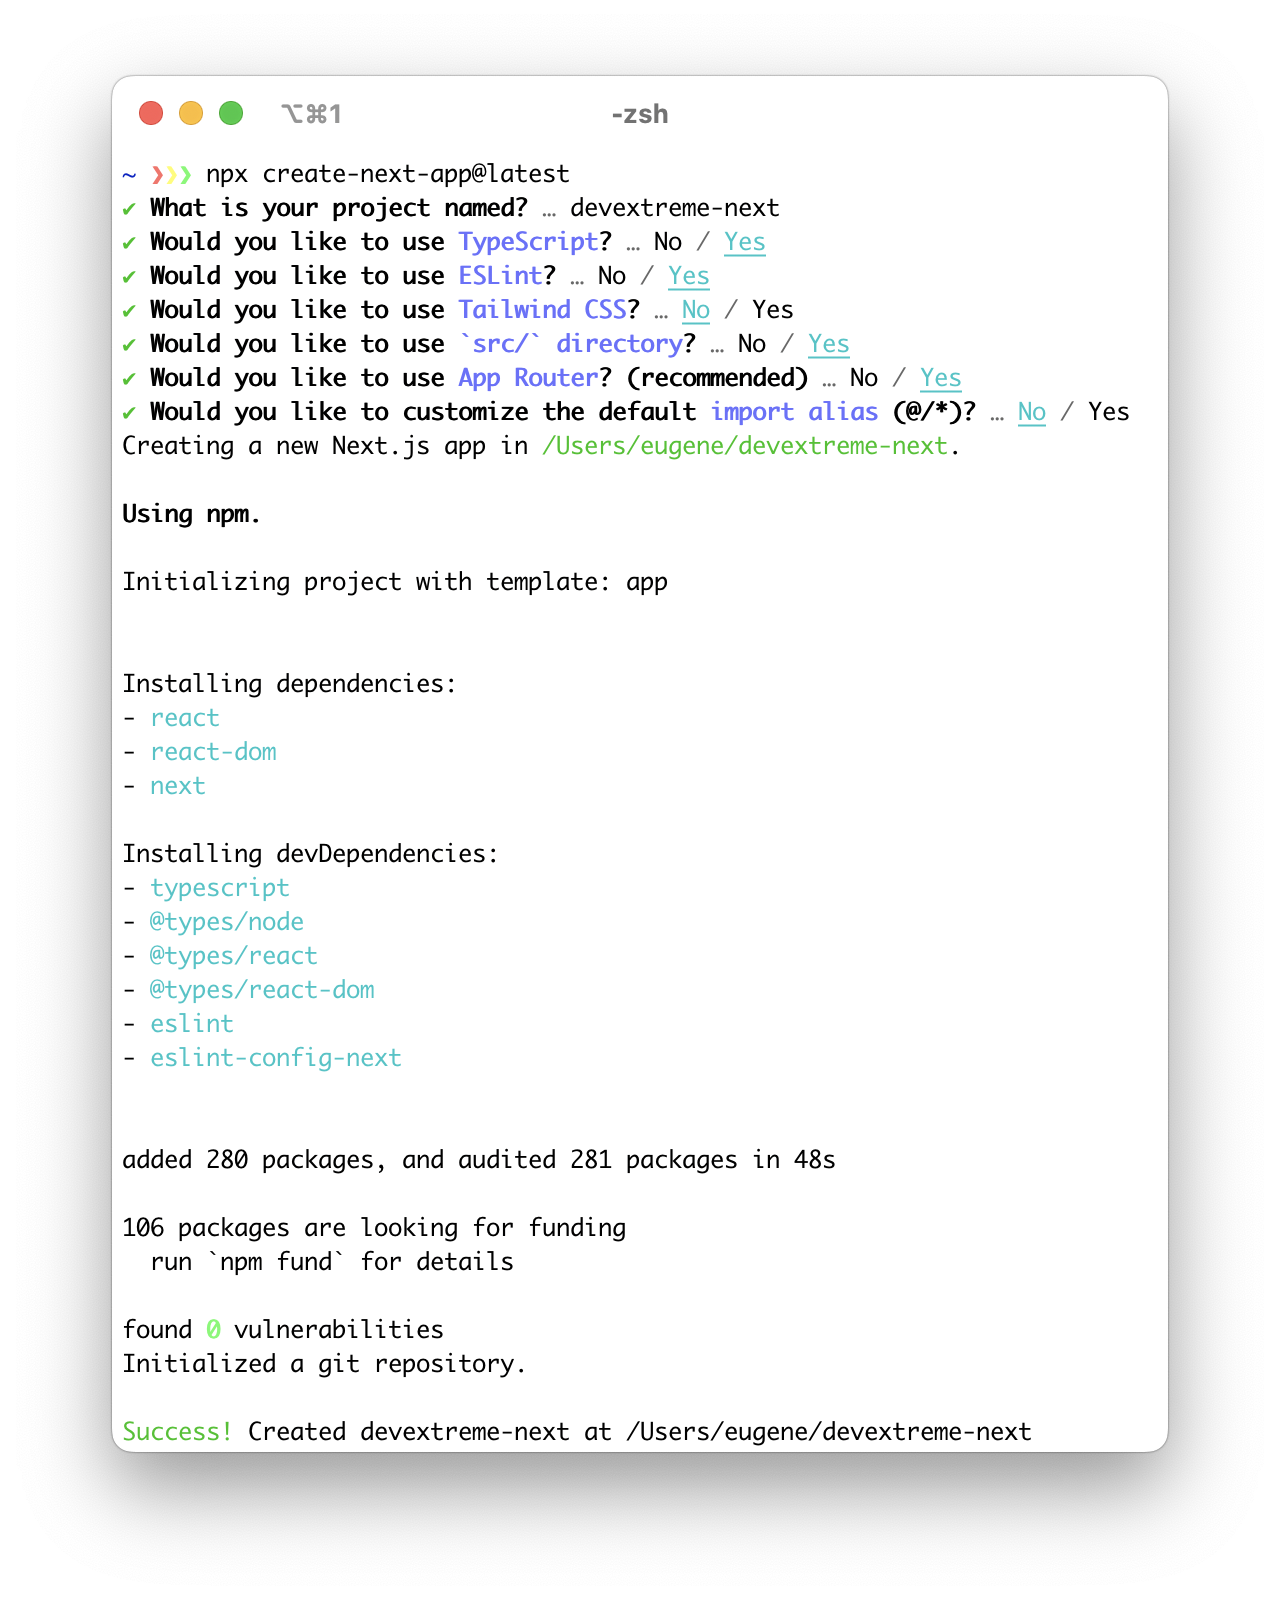 ⌥⌘1 -zsh
~ ❯❯❯ npx create-next-app@latest
✔ What is your project named? … devextreme-next
✔ Would you like to use TypeScript? … No / Yes
✔ Would you like to use ESLint? … No / Yes
✔ Would you like to use Tailwind CSS? … No / Yes
✔ Would you like to use `src/` directory? … No / Yes
✔ Would you like to use App Router? (recommended) … No / Yes
✔ Would you like to customize the default import alias (@/*)? … No / Yes
Creating a new Next.js app in /Users/eugene/devextreme-next.
Using npm.
Initializing project with template: app
Installing dependencies:
- react
- react-dom
- next
Installing devDependencies:
- typescript
- @types/node
- @types/react
- @types/react-dom
- eslint
- eslint-config-next
added 280 packages, and audited 281 packages in 48s
106 packages are looking for funding
run `npm fund` for details
found 0 vulnerabilities
Initialized a git repository.
Success! Created devextreme-next at /Users/eugene/devextreme-next